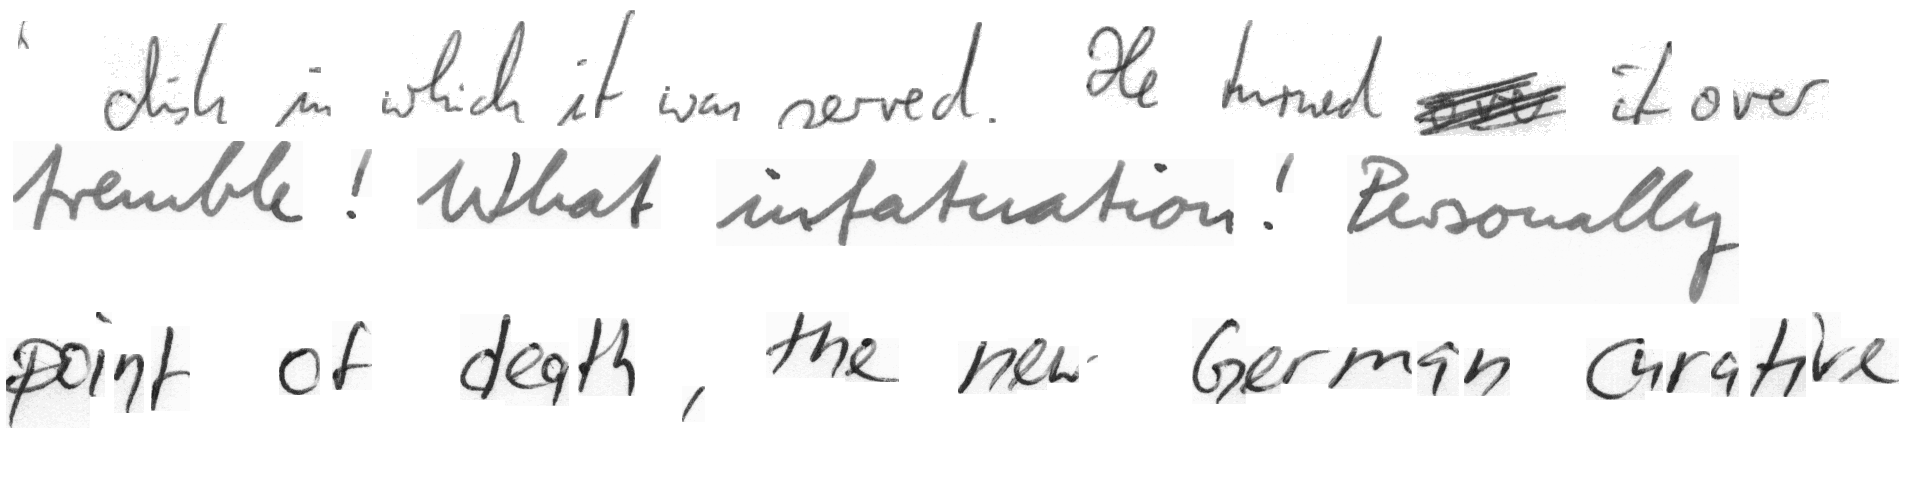 dish in which it was served. He turned it over
tremble! What infatuation! Personally
point of death, the new German curative